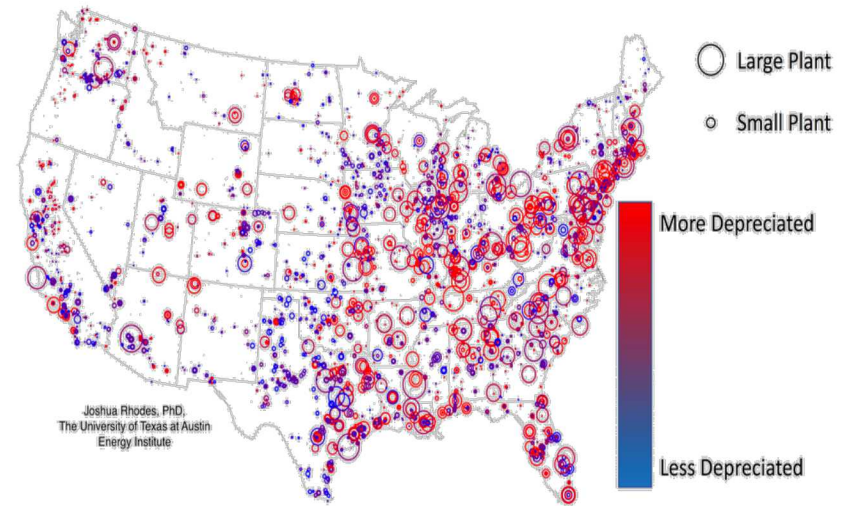 Large Plant
Small Plant
More Depreciated
Less Depreciated
Joshua Rhodes, PhD,
The University of Texas at Austin
Energy Institute